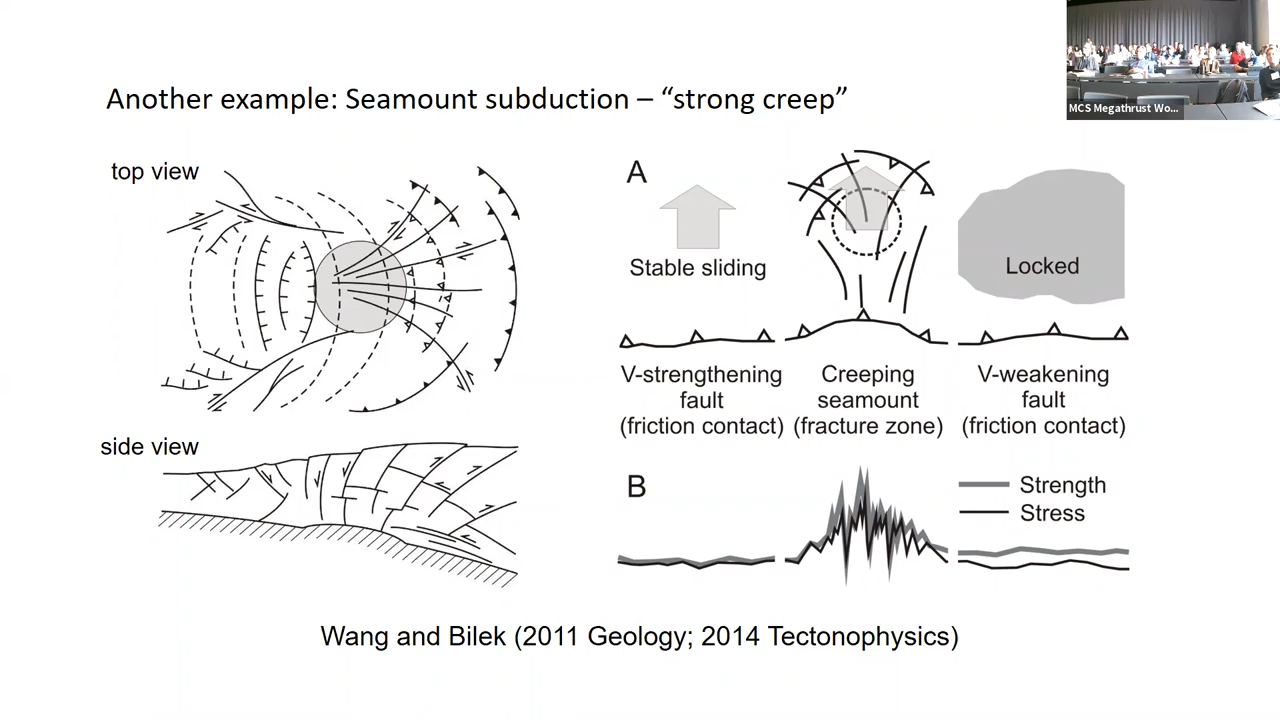 Another example: Seamount subduction – “strong creep”
MCS Megathrust Wo...
top view
side view
A
Stable sliding
Locked
V-strengthening
fault
(friction contact)
Creeping
seamount
(fracture zone)
V-weakening
fault
(friction contact)
B
Strength
Stress
Wang and Bilek (2011 Geology; 2014 Tectonophysics)